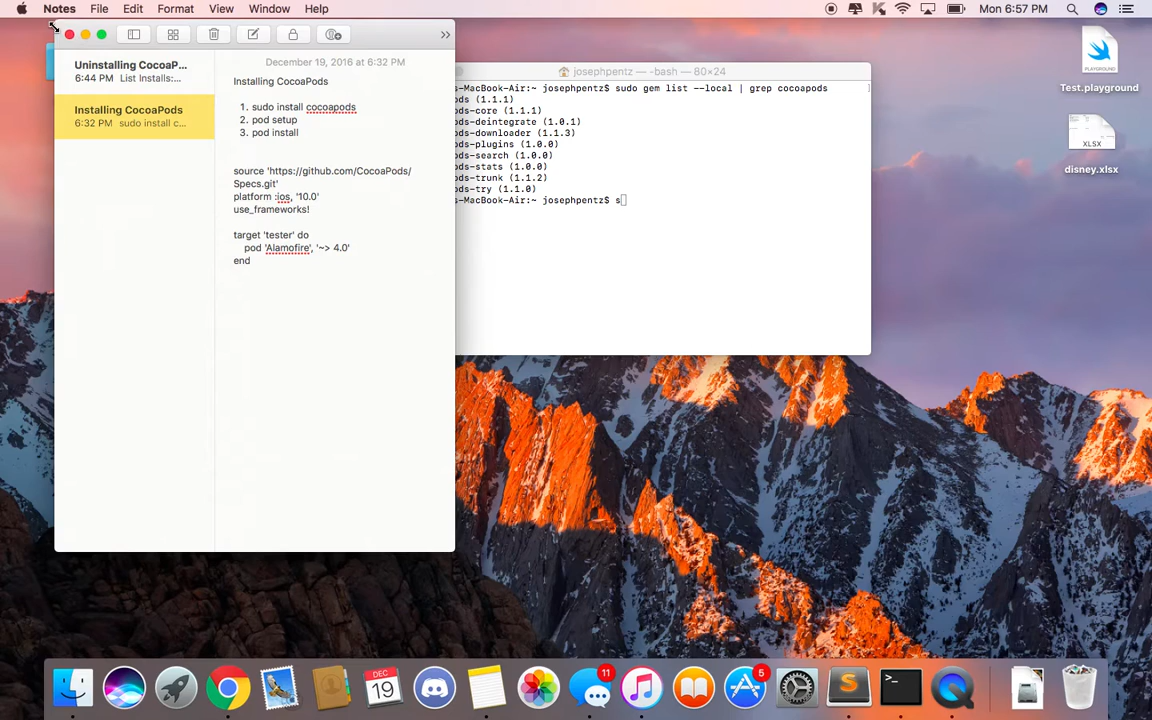 Notes File Edit Format View Window Help
Mon 6:57 PM
josephpentz — -bash — 80×24
Uninstalling CocoaP...
6:44 PM List Installs:...
Installing CocoaPods
6:32 PM sudo install c...
December 19, 2016 at 6:32 PM
Installing CocoaPods
1. sudo install cocoapods
2. pod setup
3. pod install
source 'https://github.com/CocoaPods/
Specs.git'
platform :ios, '10.0'
use_frameworks!
target 'tester' do
pod 'Alamofire', '~> 4.0'
end
s-MacBook-Air:~ josephpentz$ sudo gem list --local | grep cocoapods
ods (1.1.1)
ods-core (1.1.1)
ods-deintegrate (1.0.1)
ods-downloader (1.1.3)
ods-plugins (1.0.0)
ods-search (1.0.0)
ods-stats (1.0.0)
ods-trunk (1.1.2)
ods-try (1.1.0)
s-MacBook-Air:~ josephpentz$ s
PLAYGROUND
Test.playground
XLSX
disney.xlsx
DEC
19
11
5
S
>_